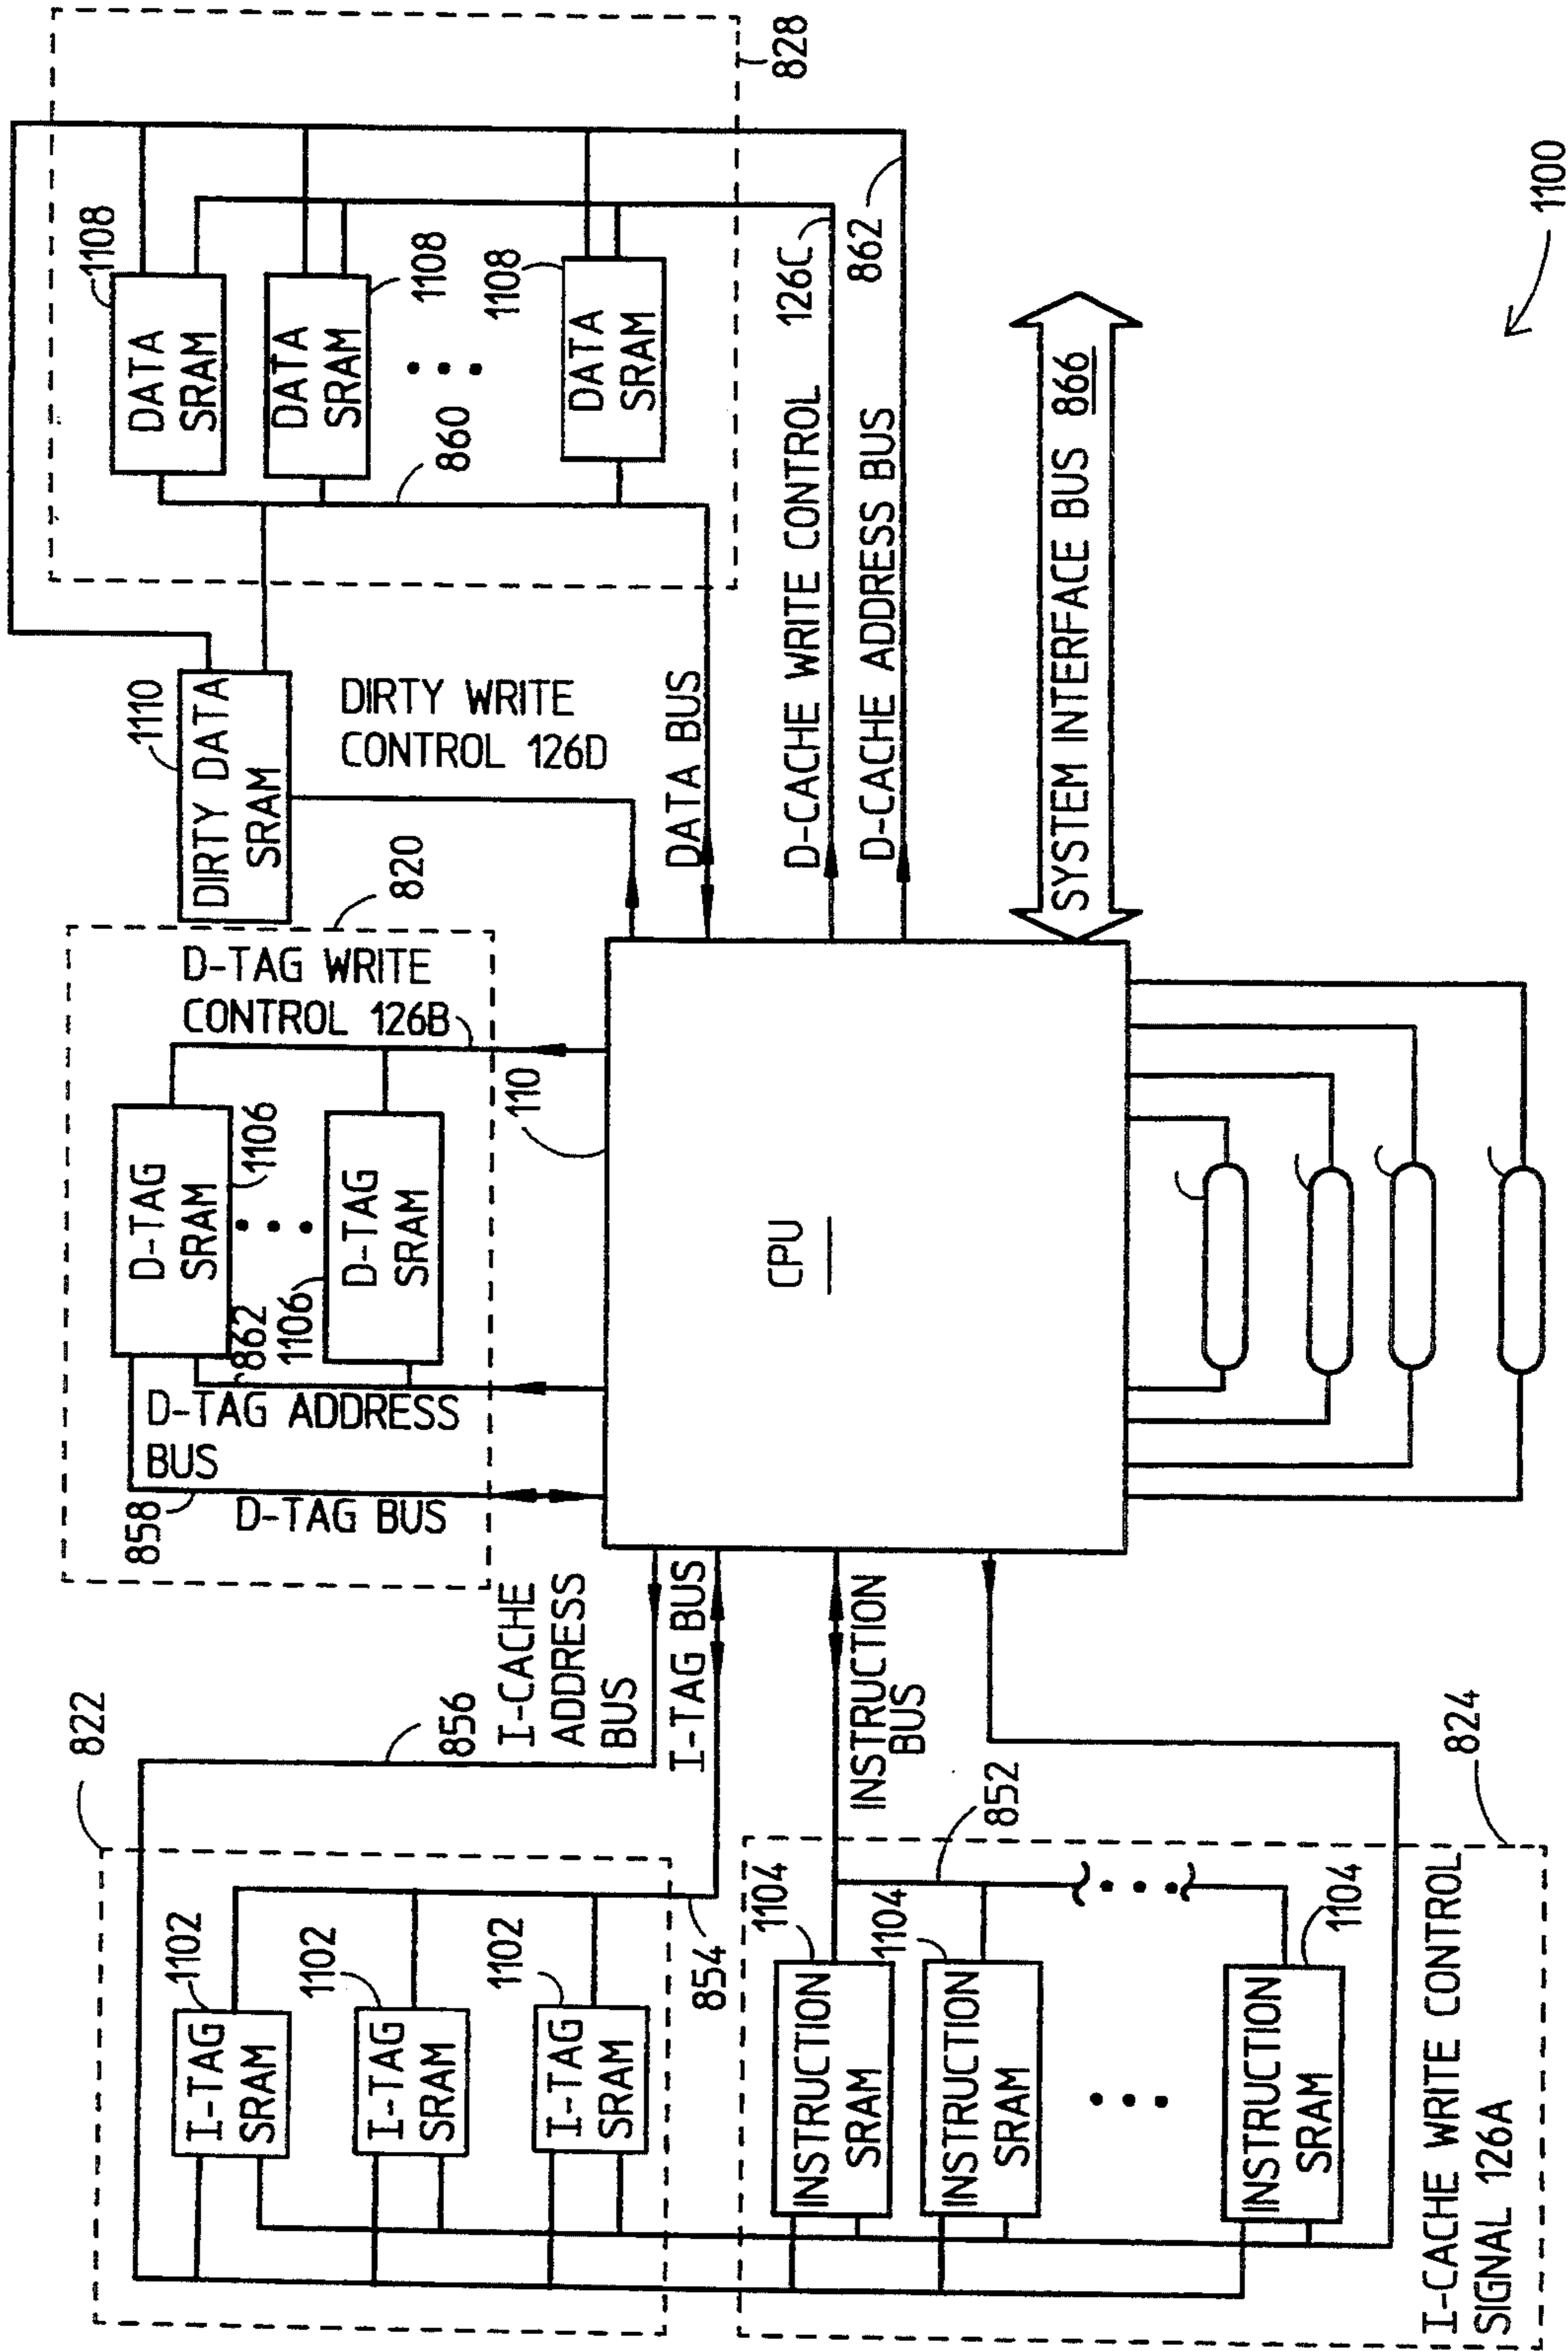 822
1102
I-TAG
SRAM
1102
I-TAG
SRAM
1102
I-TAG
SRAM
854
856
I-CACHE
ADDRESS
BUS
I-TAG BUS
INSTRUCTION
BUS
852
1104
INSTRUCTION
SRAM
1104
INSTRUCTION
SRAM
1104
INSTRUCTION
SRAM
824
I-CACHE WRITE CONTROL
SIGNAL 126A
D-TAG WRITE
CONTROL 126B
820
D-TAG
SRAM
1106
862
1106
D-TAG
SRAM
D-TAG ADDRESS
BUS
858
D-TAG BUS
110
CPU
1110
DIRTY DATA
SRAM
DIRTY WRITE
CONTROL 126D
DATA BUS
D-CACHE WRITE CONTROL 126C
D-CACHE ADDRESS BUS 862
SYSTEM INTERFACE BUS 866
1108
DATA
SRAM
DATA
SRAM
1108
1108
DATA
SRAM
860
828
1100